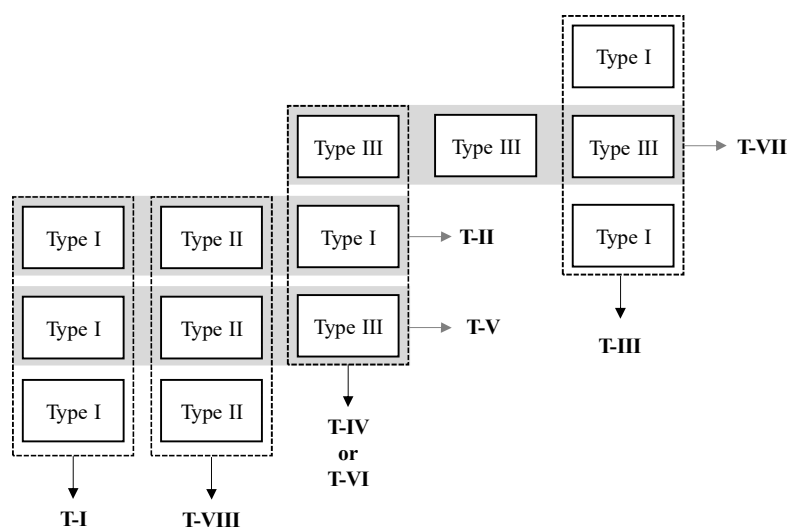 Type I
Type III
Type III
Type III
T-VII
Type I
Type II
Type I
T-II
Type I
Type I
Type II
Type III
T-V
T-III
Type I
Type II
T-IV
or
T-VI
T-I
T-VIII